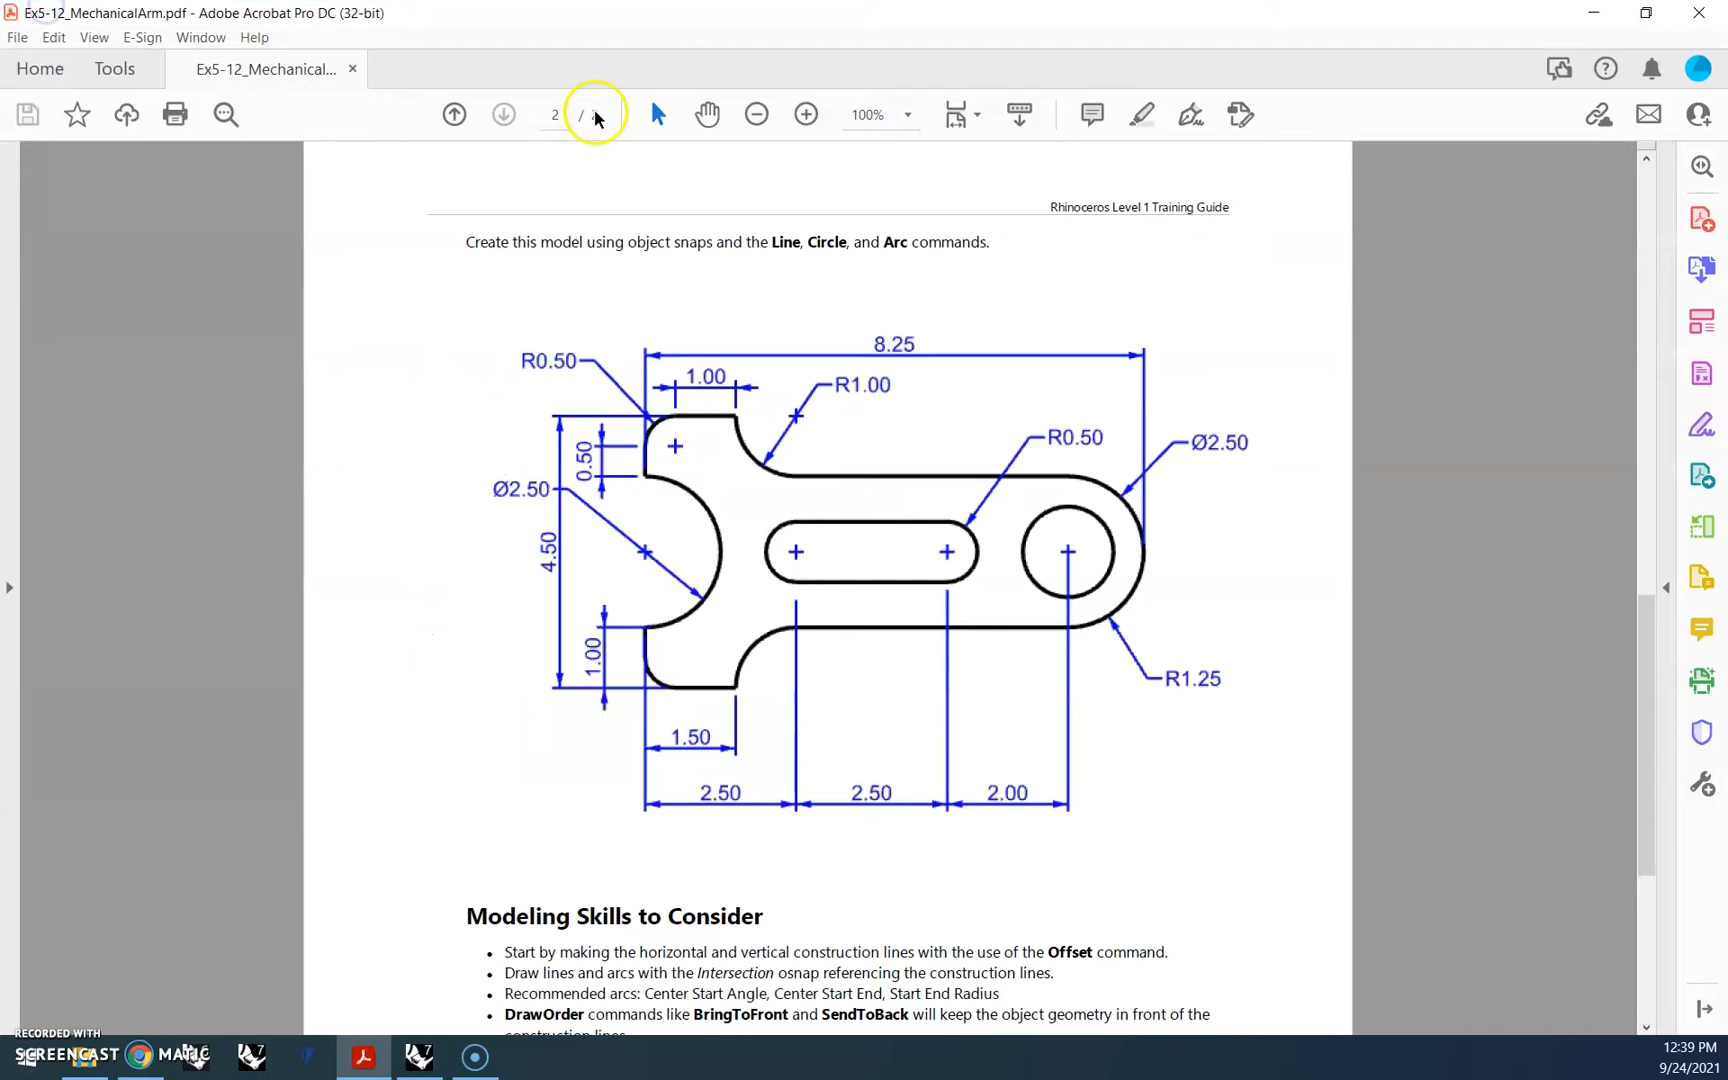 Ex5-12_MechanicalArm.pdf - Adobe Acrobat Pro DC (32-bit)
File Edit View E-Sign Window Help
Home Tools Ex5-12_Mechanical... ×
2 /
100%
Rhinoceros Level 1 Training Guide
Create this model using object snaps and the Line, Circle, and Arc commands.
8.25
R0.50
1.00
R1.00
R0.50
Ø2.50
0.50
Ø2.50
4.50
1.00
R1.25
1.50
2.50 2.50 2.00
Modeling Skills to Consider
• Start by making the horizontal and vertical construction lines with the use of the Offset command.
• Draw lines and arcs with the Intersection osnap referencing the construction lines.
• Recommended arcs: Center Start Angle, Center Start End, Start End Radius
• DrawOrder commands like BringToFront and SendToBack will keep the object geometry in front of the
construction lines.
RECORDED WITH
SCREENCAST MATIC
12:39 PM
9/24/2021